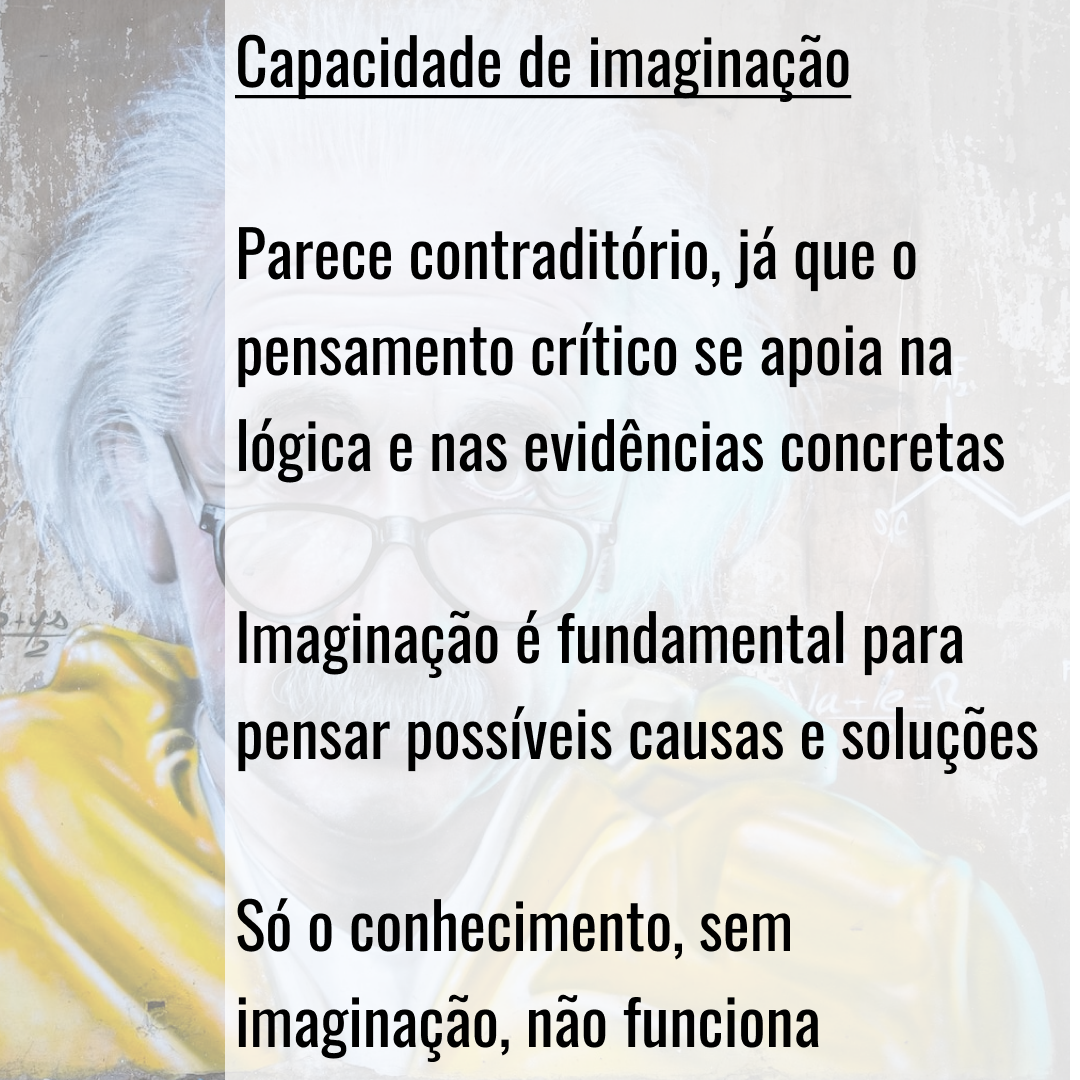 Capacidade de imaginação
Parece contraditório, já que o
pensamento crítico se apoia na
lógica e nas evidências concretas
Imaginação é fundamental para
pensar possíveis causas e soluções
Só o conhecimento, sem
imaginação, não funciona